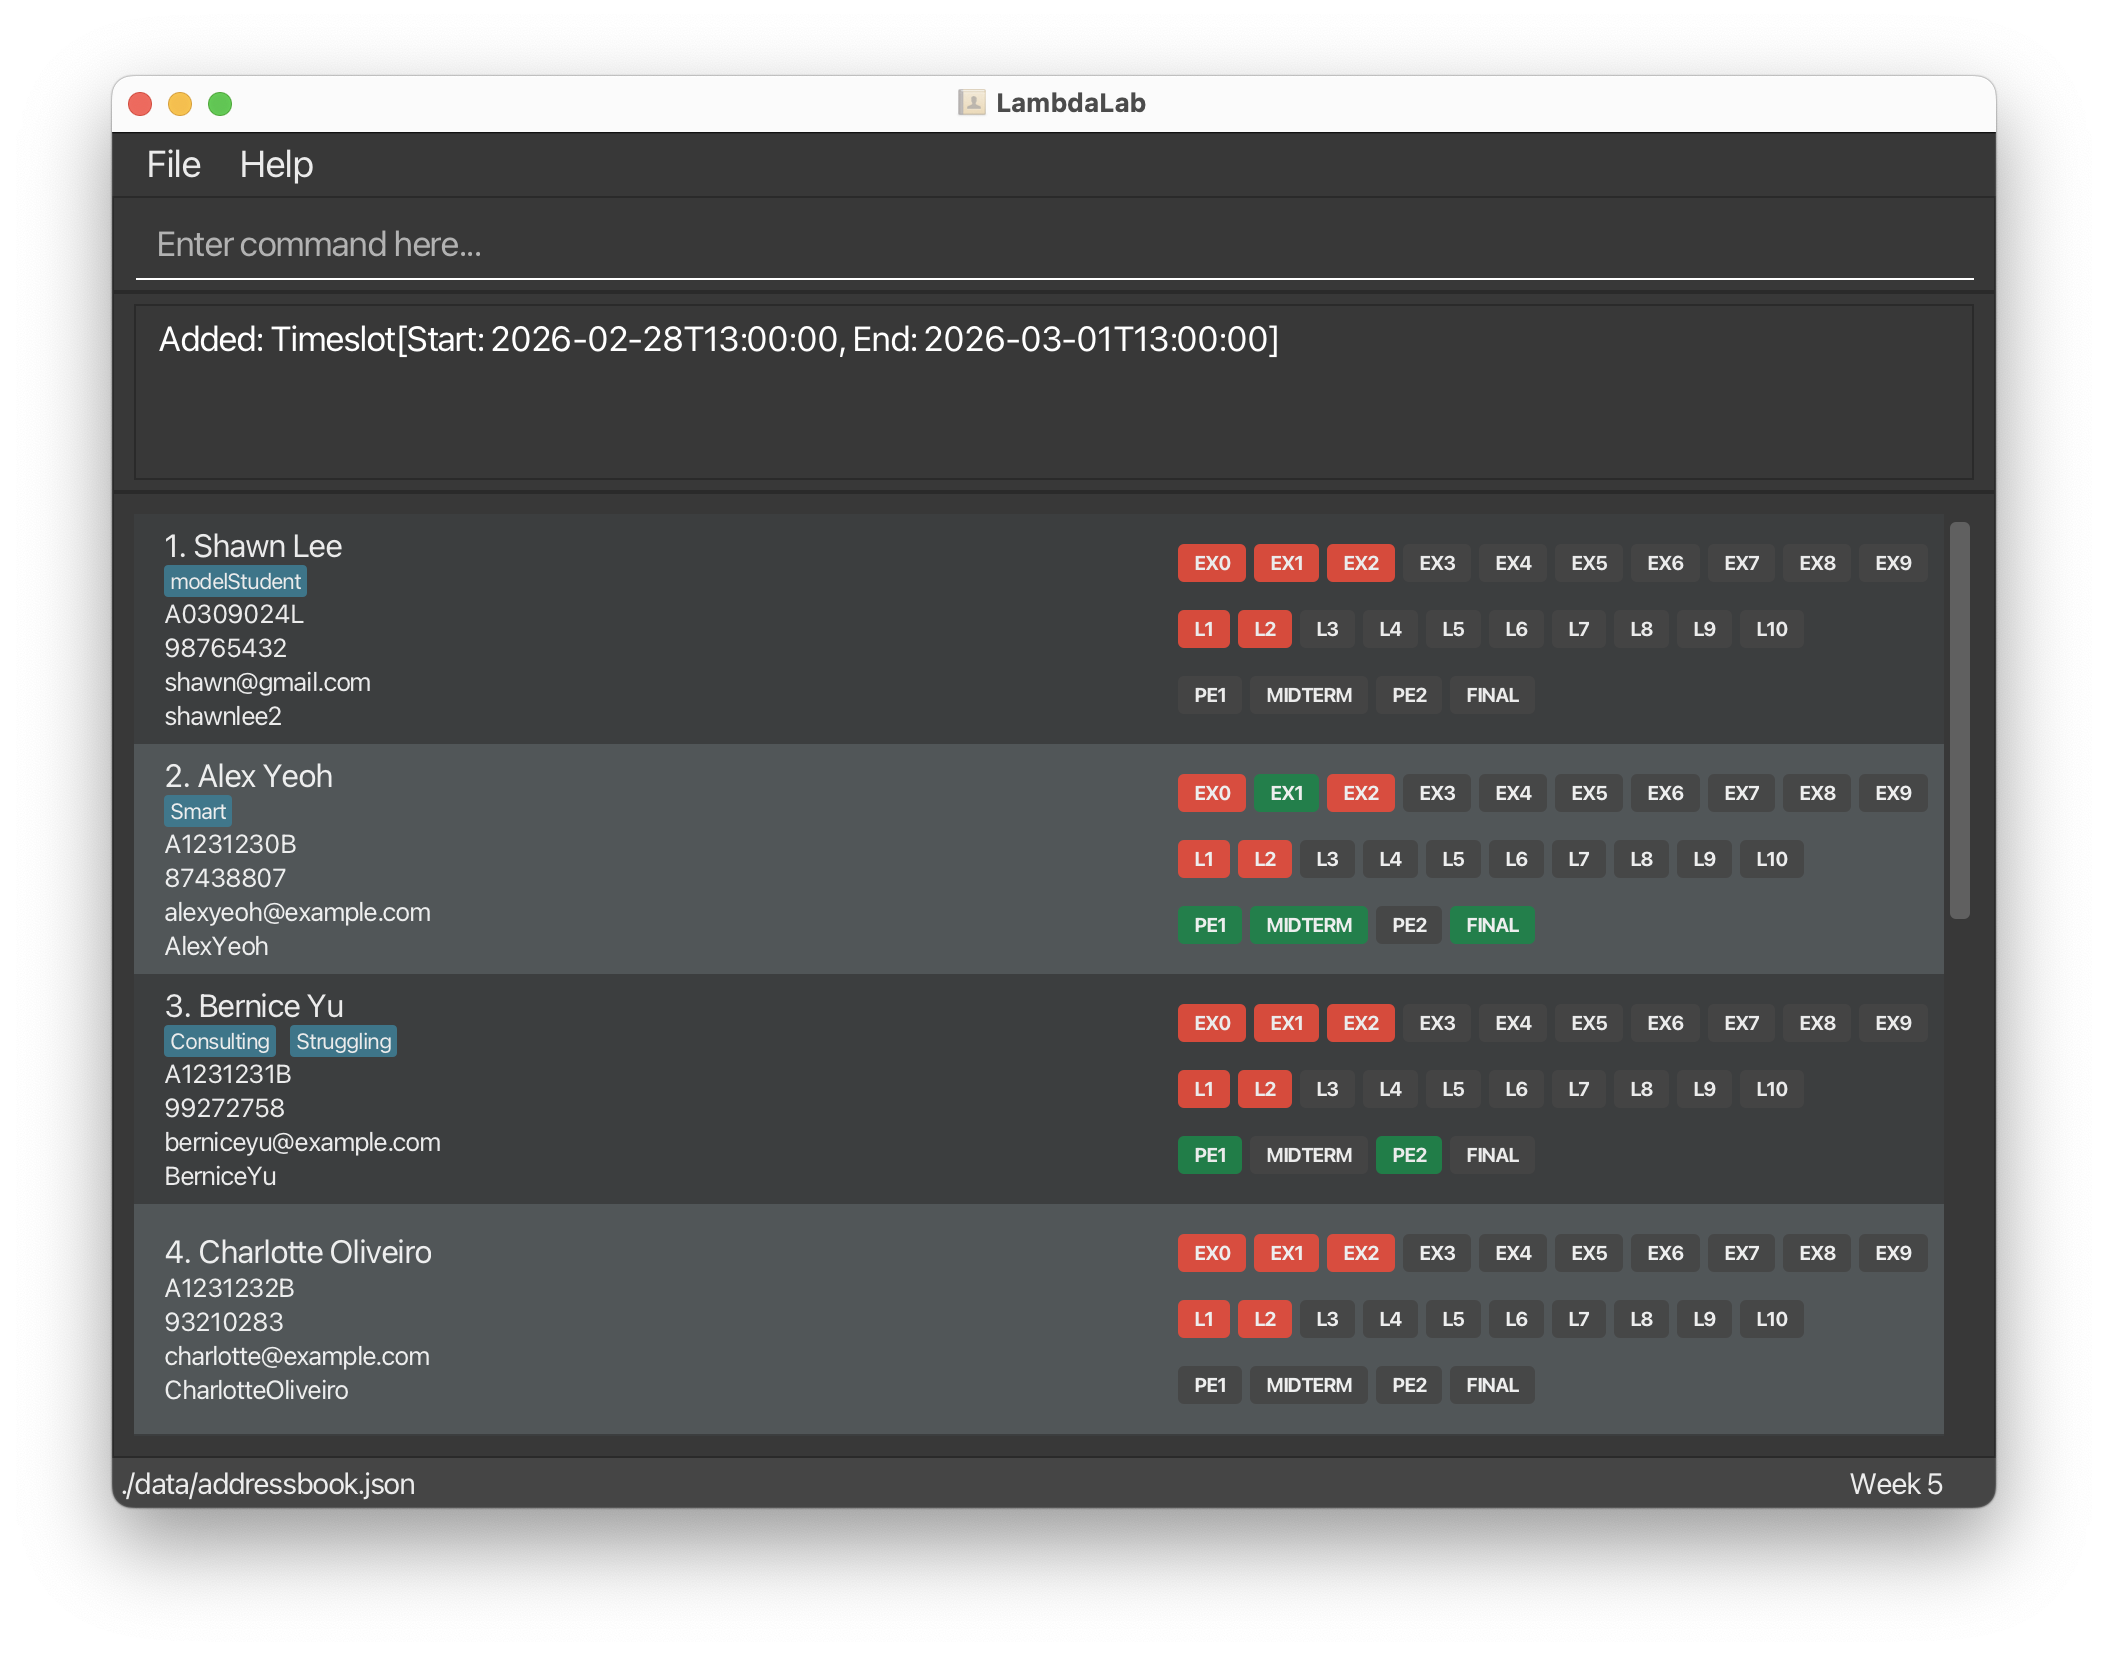 LambdaLab
File Help
Enter command here...
Added: Timeslot[Start: 2026-02-28T13:00:00, End: 2026-03-01T13:00:00]
1. Shawn Lee
modelStudent
A0309024L
98765432
shawn@gmail.com
shawnlee2
EX0 EX1 EX2 EX3 EX4 EX5 EX6 EX7 EX8 EX9
L1 L2 L3 L4 L5 L6 L7 L8 L9 L10
PE1 MIDTERM PE2 FINAL
2. Alex Yeoh
Smart
A1231230B
87438807
alexyeoh@example.com
AlexYeoh
EX0 EX1 EX2 EX3 EX4 EX5 EX6 EX7 EX8 EX9
L1 L2 L3 L4 L5 L6 L7 L8 L9 L10
PE1 MIDTERM PE2 FINAL
3. Bernice Yu
Consulting Struggling
A1231231B
99272758
berniceyu@example.com
BerniceYu
EX0 EX1 EX2 EX3 EX4 EX5 EX6 EX7 EX8 EX9
L1 L2 L3 L4 L5 L6 L7 L8 L9 L10
PE1 MIDTERM PE2 FINAL
4. Charlotte Oliveiro
A1231232B
93210283
charlotte@example.com
CharlotteOliveiro
EX0 EX1 EX2 EX3 EX4 EX5 EX6 EX7 EX8 EX9
L1 L2 L3 L4 L5 L6 L7 L8 L9 L10
PE1 MIDTERM PE2 FINAL
./data/addressbook.json
Week 5